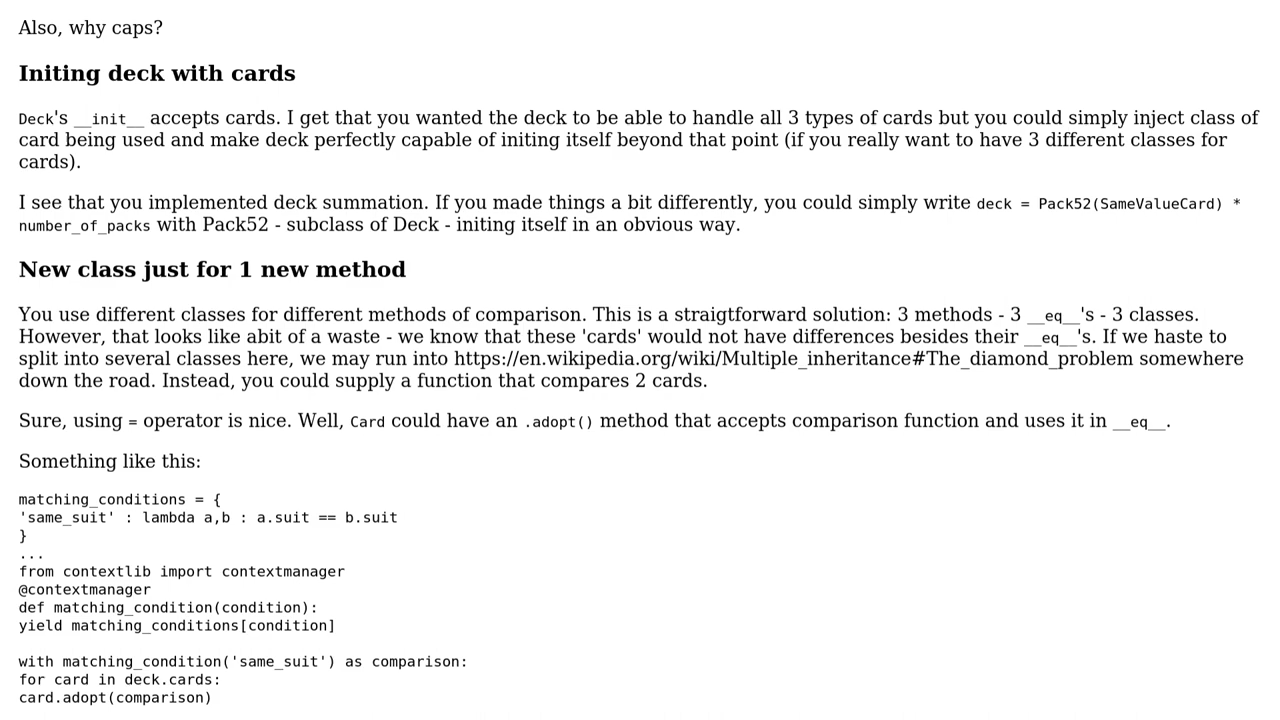 Also, why caps?
Initing deck with cards
Deck's __init__ accepts cards. I get that you wanted the deck to be able to handle all 3 types of cards but you could simply inject class of
card being used and make deck perfectly capable of initing itself beyond that point (if you really want to have 3 different classes for
cards).
I see that you implemented deck summation. If you made things a bit differently, you could simply write deck = Pack52(SameValueCard) *
number_of_packs with Pack52 - subclass of Deck - initing itself in an obvious way.
New class just for 1 new method
You use different classes for different methods of comparison. This is a straigtforward solution: 3 methods - 3 __eq__'s - 3 classes.
However, that looks like abit of a waste - we know that these 'cards' would not have differences besides their __eq__'s. If we haste to
split into several classes here, we may run into https://en.wikipedia.org/wiki/Multiple_inheritance#The_diamond_problem somewhere
down the road. Instead, you could supply a function that compares 2 cards.
Sure, using = operator is nice. Well, Card could have an .adopt() method that accepts comparison function and uses it in __eq__.
Something like this:
matching_conditions = {
'same_suit' : lambda a,b : a.suit == b.suit
}
...
from contextlib import contextmanager
@contextmanager
def matching_condition(condition):
yield matching_conditions[condition]
with matching_condition('same_suit') as comparison:
for card in deck.cards:
card.adopt(comparison)